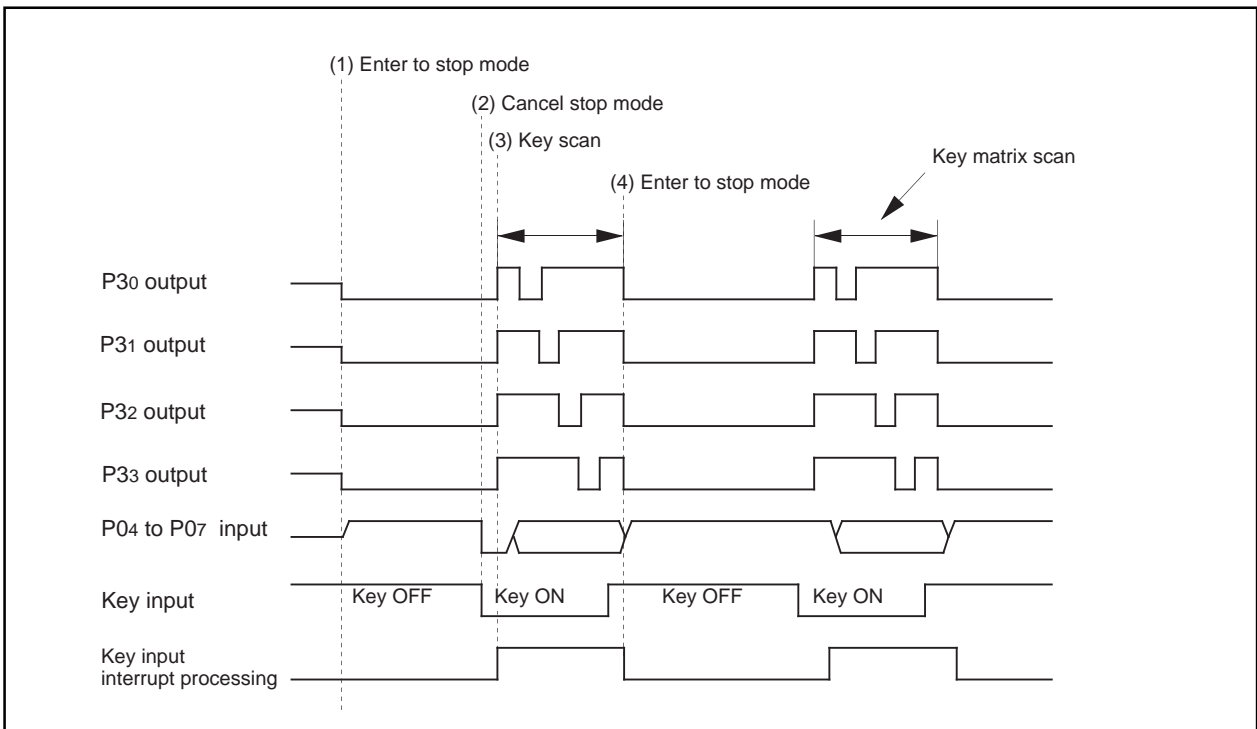 (1) Enter to stop mode
(2) Cancel stop mode
(3) Key scan
(4) Enter to stop mode
Key matrix scan
P30 output
P31 output
P32 output
P33 output
P04 to P07 input
Key input
Key OFF
Key ON
Key OFF
Key ON
Key input
interrupt processing